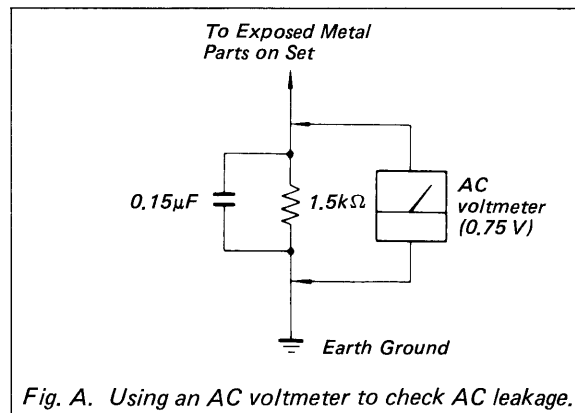 To Exposed Metal
Parts on Set
0.15μF
1.5kΩ
AC
voltmeter
(0.75 V)
Earth Ground
Fig. A. Using an AC voltmeter to check AC leakage.